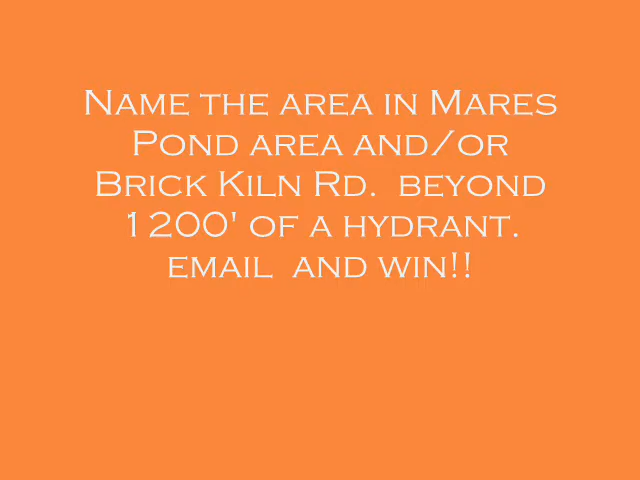 Name the area in Mares
Pond area and/or
Brick Kiln Rd.  beyond
1200' of a hydrant.
email  and win!!